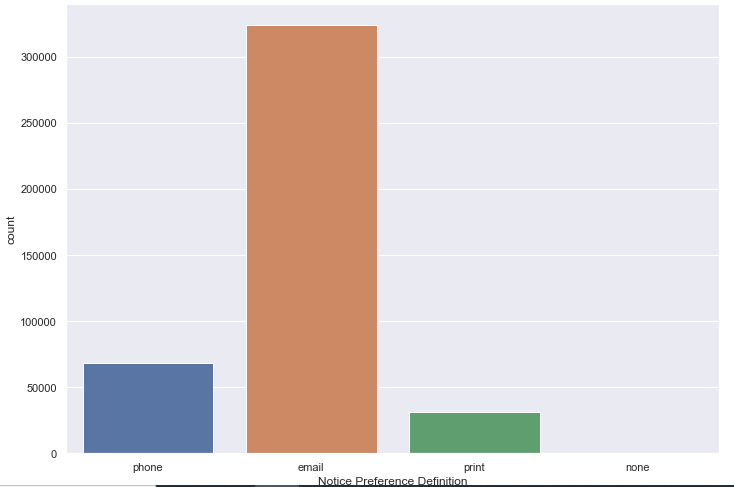 300000
250000
200000
150000
100000
50000
0
count
phone email print none
Notice Preference Definition